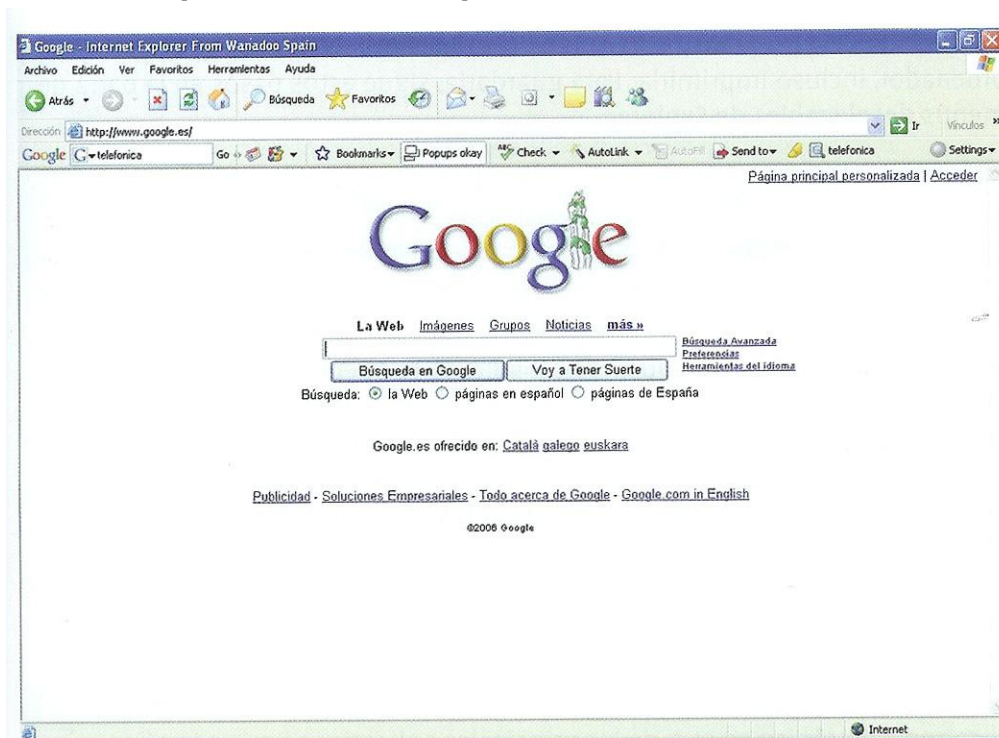 Google - Internet Explorer From Wanadoo Spain
Archivo Edición Ver Favoritos Herramientas Ayuda
Atrás Búsqueda Favoritos
Dirección http://www.google.es/ Ir Vínculos »
Google G telefonica Go Bookmarks Popups okay ABC Check AutoLink AutoFill Send to telefonica Settings
Página principal personalizada | Acceder
Google
La Web Imágenes Grupos Noticias más »
Búsqueda Avanzada
Preferencias
Herramientas del idioma
Búsqueda en Google Voy a Tener Suerte
Búsqueda: la Web páginas en español páginas de España
Google.es ofrecido en: Català galego euskara
Publicidad - Soluciones Empresariales - Todo acerca de Google - Google.com in English
©2006 Google
Internet